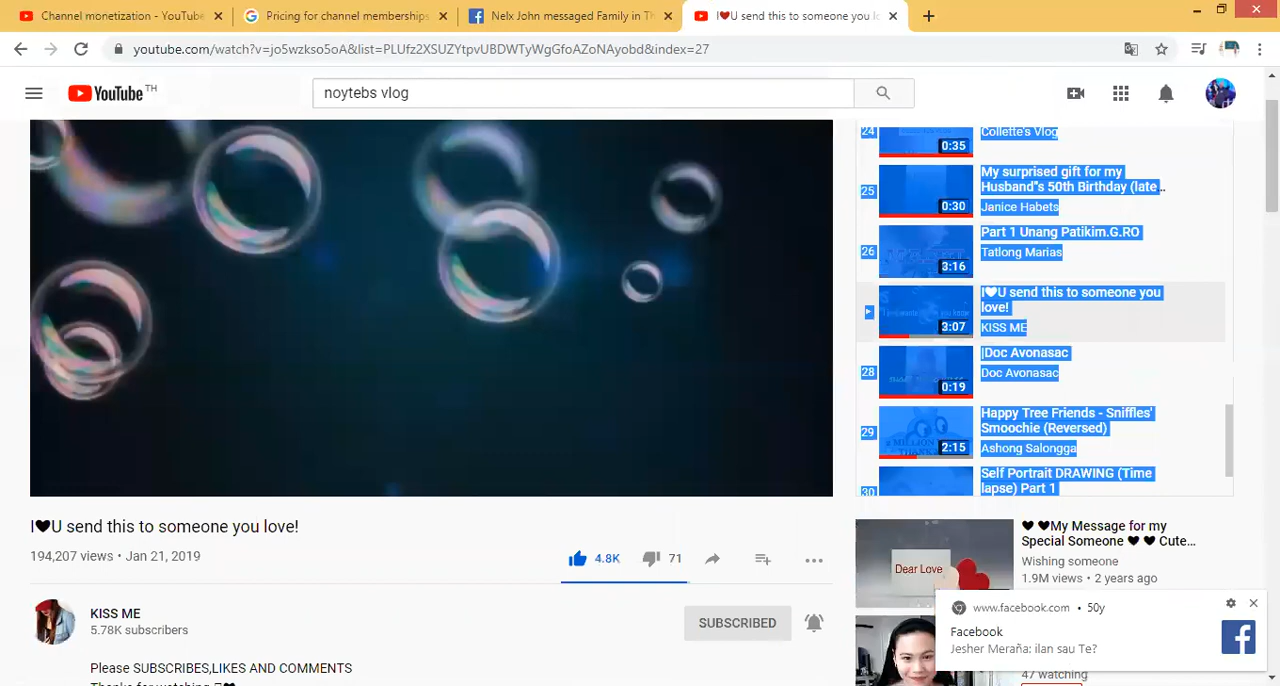 Channel monetization - YouTube
Pricing for channel memberships
Nelx John messaged Family in Th
I❤U send this to someone you lo
youtube.com/watch?v=jo5wzkso5oA&list=PLUfz2XSUZYtpvUBDWTyWgGfoAZoNAyobd&index=27
YouTube TH
noytebs vlog
24
0:35
Collette's Vlog
25
0:30
My surprised gift for my
Husband"s 50th Birthday (late..
Janice Habets
26
3:16
Part 1 Unang Patikim.G.RO
Tatlong Marias
3:07
I❤U send this to someone you
love!
KISS ME
28
0:19
|Doc Avonasac
Doc Avonasac
29
2:15
Happy Tree Friends - Sniffles'
Smoochie (Reversed)
Ashong Salongga
30
Self Portrait DRAWING (Time
lapse) Part 1
I❤U send this to someone you love!
194,207 views • Jan 21, 2019
4.8K
71
KISS ME
5.78K subscribers
SUBSCRIBED
Please SUBSCRIBES,LIKES AND COMMENTS
Thanks for watching
Dear Love
❤ ❤My Message for my
Special Someone ❤ ❤ Cute...
Wishing someone
1.9M views • 2 years ago
www.facebook.com • 50y
Facebook
Jesher Meraña: ilan sau Te?
47 watching